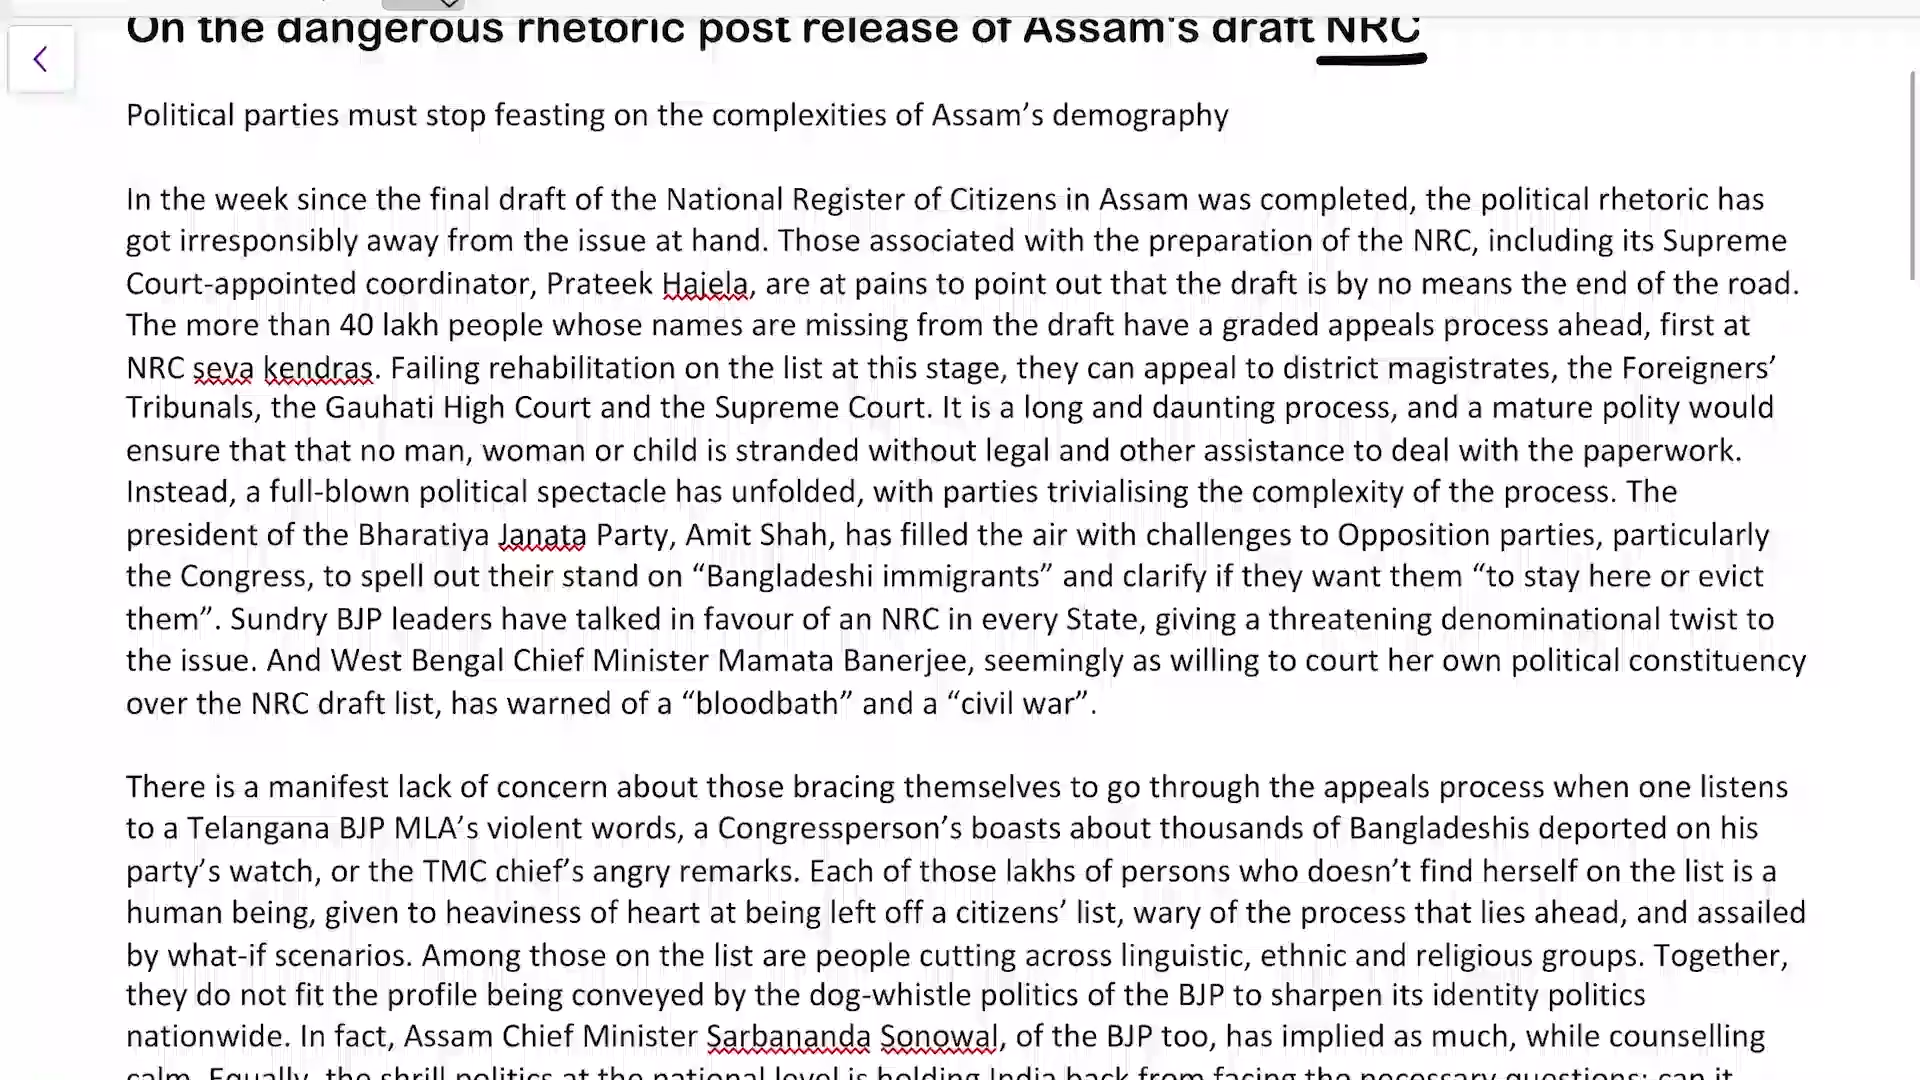 On the dangerous rhetoric post release of Assam's draft NRC
Political parties must stop feasting on the complexities of Assam’s demography
In the week since the final draft of the National Register of Citizens in Assam was completed, the political rhetoric has
got irresponsibly away from the issue at hand. Those associated with the preparation of the NRC, including its Supreme
Court-appointed coordinator, Prateek Hajela, are at pains to point out that the draft is by no means the end of the road.
The more than 40 lakh people whose names are missing from the draft have a graded appeals process ahead, first at
NRC seva kendras. Failing rehabilitation on the list at this stage, they can appeal to district magistrates, the Foreigners’
Tribunals, the Gauhati High Court and the Supreme Court. It is a long and daunting process, and a mature polity would
ensure that that no man, woman or child is stranded without legal and other assistance to deal with the paperwork.
Instead, a full-blown political spectacle has unfolded, with parties trivialising the complexity of the process. The
president of the Bharatiya Janata Party, Amit Shah, has filled the air with challenges to Opposition parties, particularly
the Congress, to spell out their stand on “Bangladeshi immigrants” and clarify if they want them “to stay here or evict
them”. Sundry BJP leaders have talked in favour of an NRC in every State, giving a threatening denominational twist to
the issue. And West Bengal Chief Minister Mamata Banerjee, seemingly as willing to court her own political constituency
over the NRC draft list, has warned of a “bloodbath” and a “civil war”.
There is a manifest lack of concern about those bracing themselves to go through the appeals process when one listens
to a Telangana BJP MLA’s violent words, a Congressperson’s boasts about thousands of Bangladeshis deported on his
party’s watch, or the TMC chief’s angry remarks. Each of those lakhs of persons who doesn’t find herself on the list is a
human being, given to heaviness of heart at being left off a citizens’ list, wary of the process that lies ahead, and assailed
by what-if scenarios. Among those on the list are people cutting across linguistic, ethnic and religious groups. Together,
they do not fit the profile being conveyed by the dog-whistle politics of the BJP to sharpen its identity politics
nationwide. In fact, Assam Chief Minister Sarbananda Sonowal, of the BJP too, has implied as much, while counselling
calm. Equally, the shrill politics at the national level is holding India back from facing the necessary questions: can it